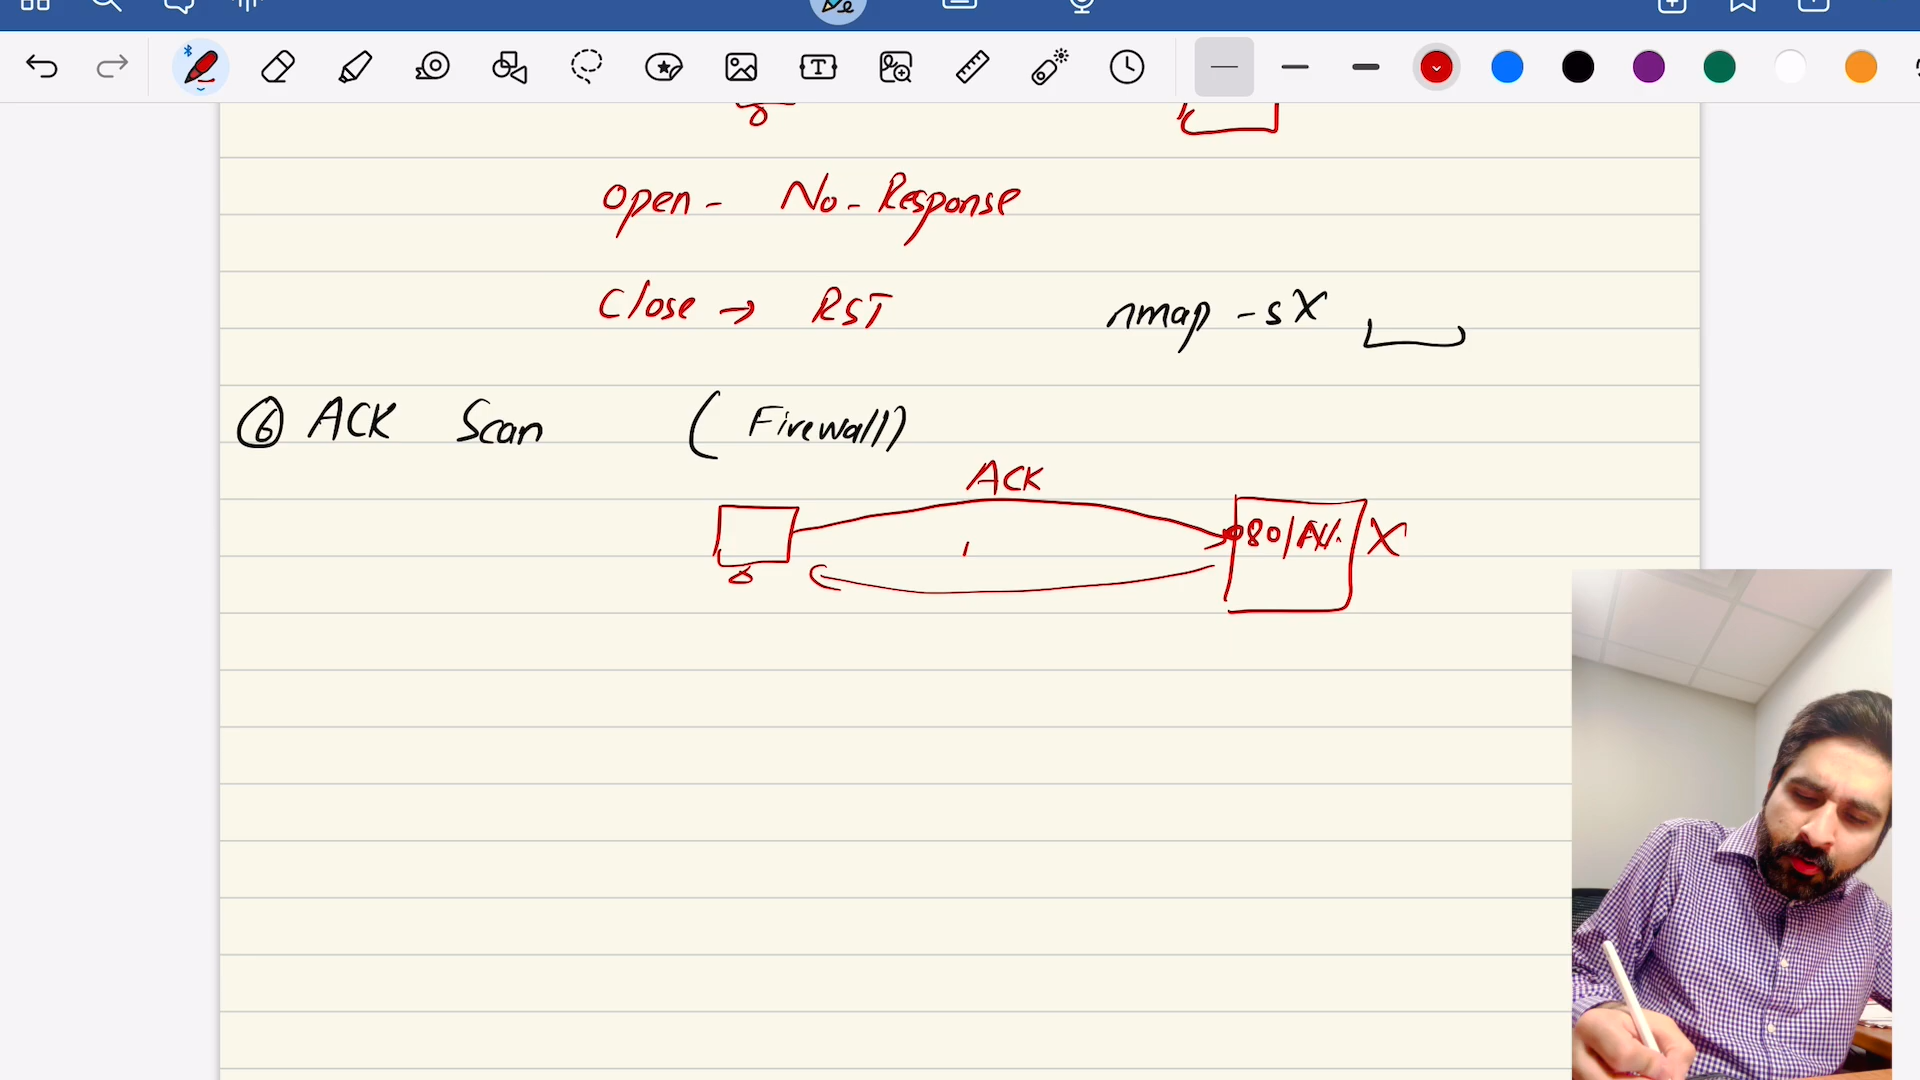 Open - No-Response
Close → RST
nmap -sX
⑥ ACK Scan (Firewall)
ACK
80/ X